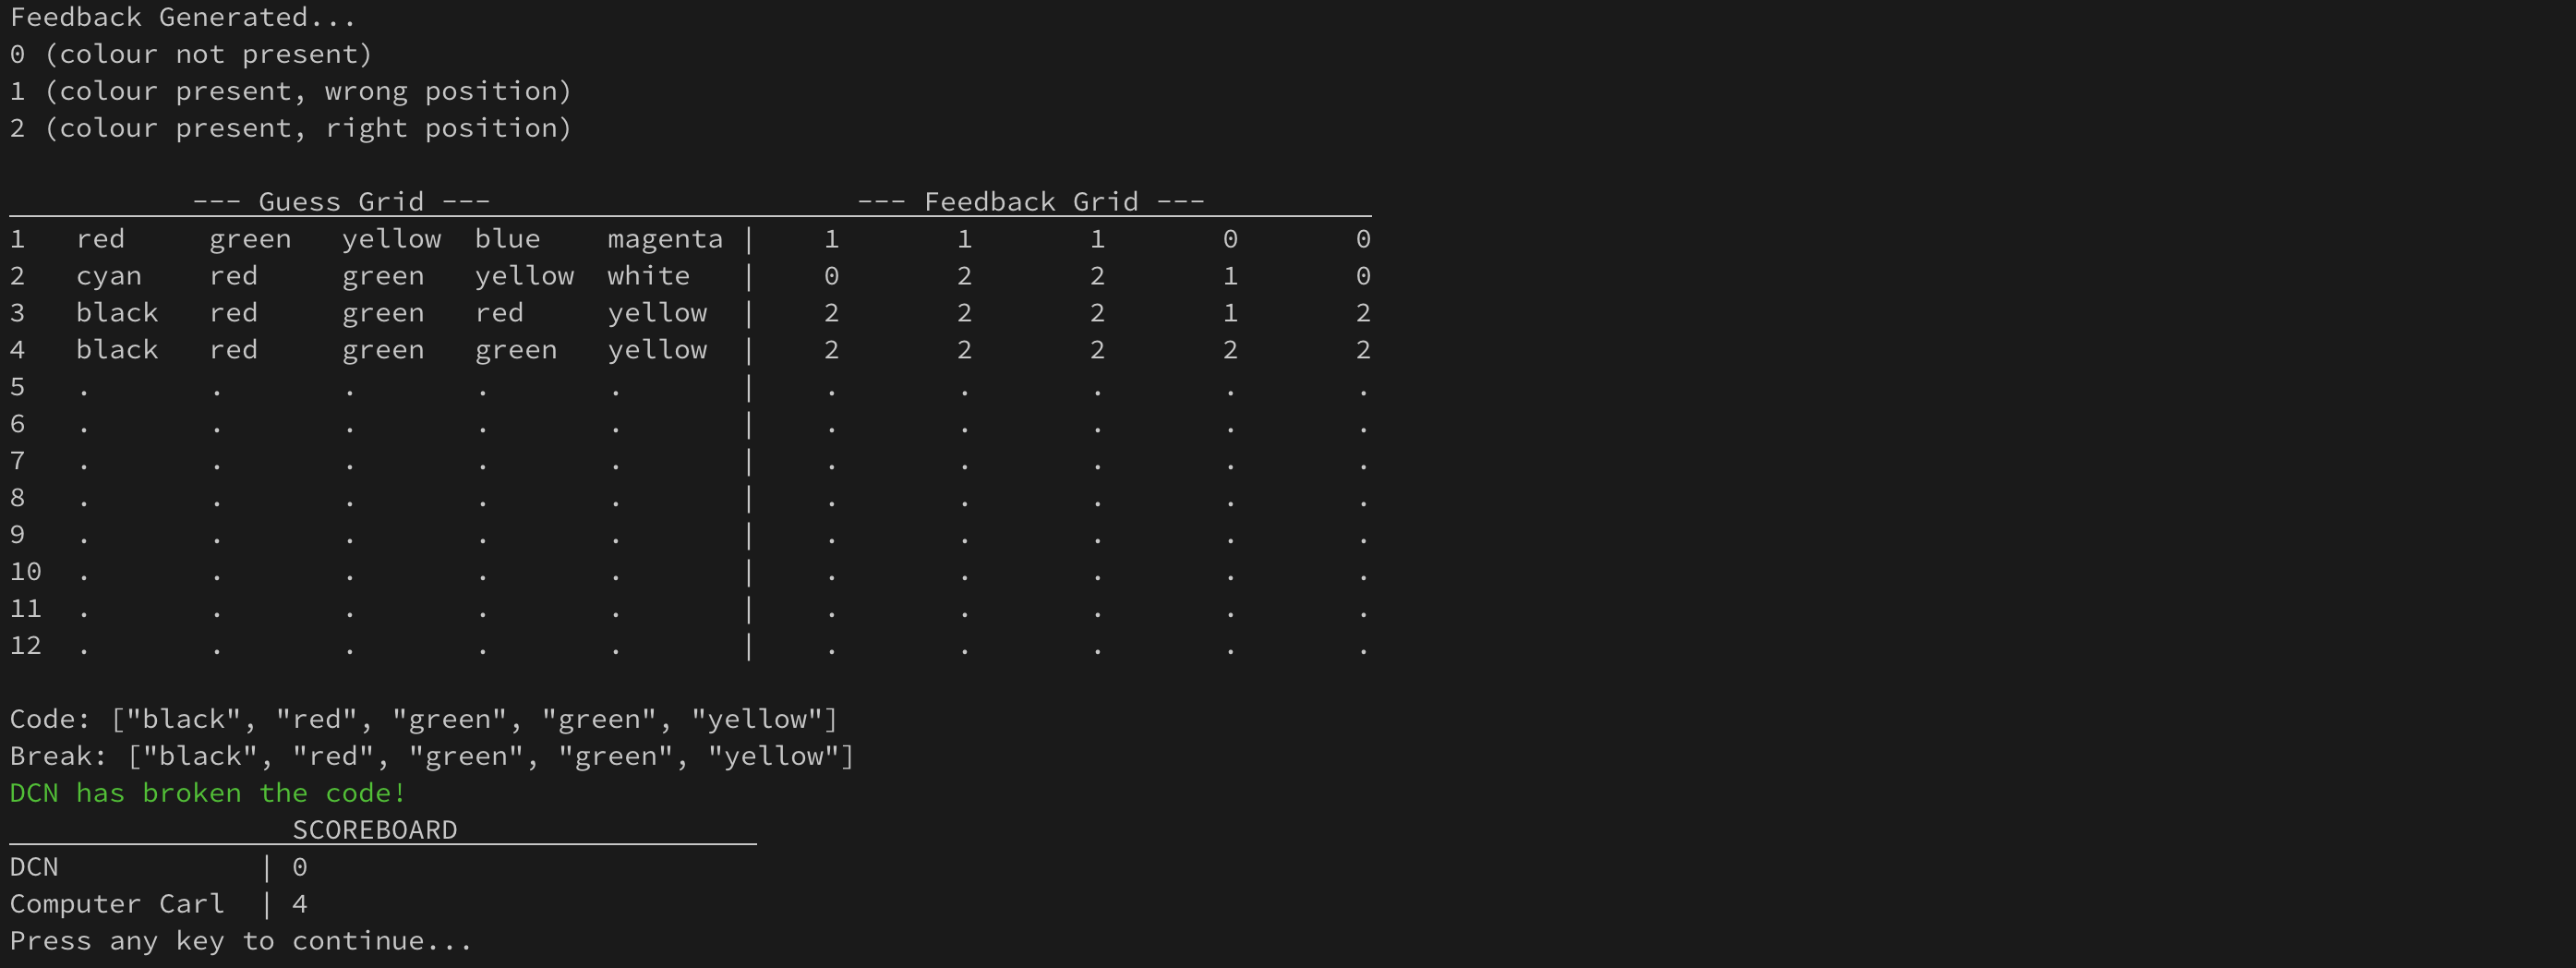 Feedback Generated...
0 (colour not present)
1 (colour present, wrong position)
2 (colour present, right position)
--- Guess Grid --- --- Feedback Grid ---
1 red green yellow blue magenta | 1 1 1 0 0
2 cyan red green yellow white | 0 2 2 1 0
3 black red green red yellow | 2 2 2 1 2
4 black red green green yellow | 2 2 2 2 2
5 . . . . . | . . . . .
6 . . . . . | . . . . .
7 . . . . . | . . . . .
8 . . . . . | . . . . .
9 . . . . . | . . . . .
10 . . . . . | . . . . .
11 . . . . . | . . . . .
12 . . . . . | . . . . .
Code: ["black", "red", "green", "green", "yellow"]
Break: ["black", "red", "green", "green", "yellow"]
DCN has broken the code!
SCOREBOARD
DCN | 0
Computer Carl | 4
Press any key to continue...